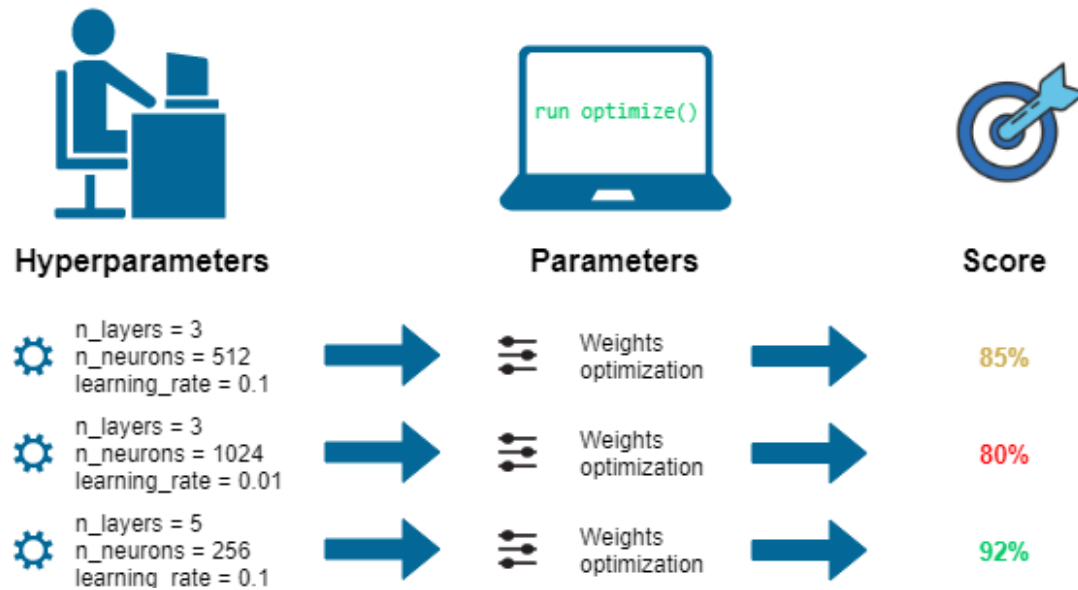 run optimize()
Hyperparameters
Parameters
Score
n_layers = 3
n_neurons = 512
learning_rate = 0.1
Weights
optimization
85%
n_layers = 3
n_neurons = 1024
learning_rate = 0.01
Weights
optimization
80%
n_layers = 5
n_neurons = 256
learning_rate = 0.1
Weights
optimization
92%